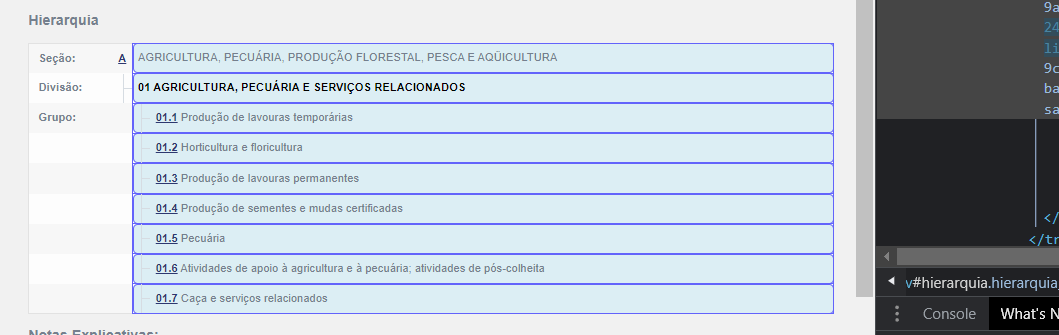 Hierarquia
Seção: A AGRICULTURA, PECUÁRIA, PRODUÇÃO FLORESTAL, PESCA E AQÜICULTURA
Divisão: 01 AGRICULTURA, PECUÁRIA E SERVIÇOS RELACIONADOS
Grupo: 01.1 Produção de lavouras temporárias
01.2 Horticultura e floricultura
01.3 Produção de lavouras permanentes
01.4 Produção de sementes e mudas certificadas
01.5 Pecuária
01.6 Atividades de apoio à agricultura e à pecuária; atividades de pós-colheita
01.7 Caça e serviços relacionados
Notas Explicativas:
9a
24
li
9c
ba
sa
</
</tr
v#hierarquia.hierarquia
Console What's N